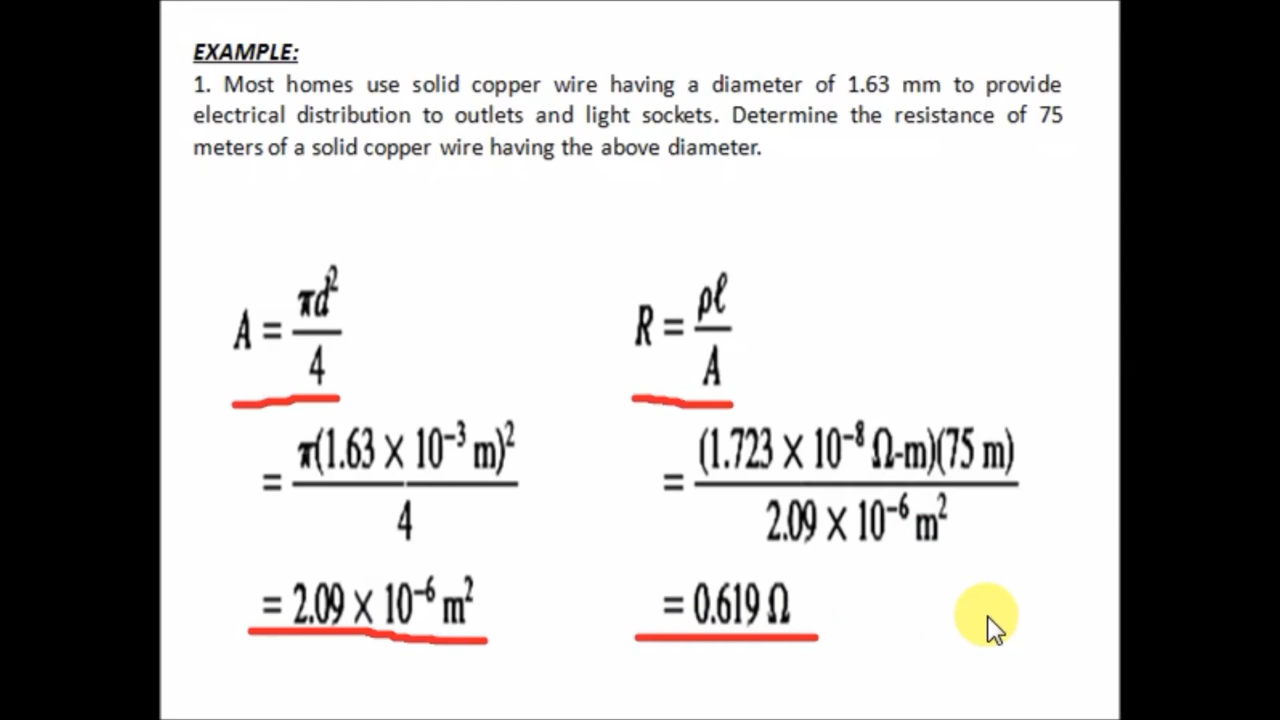 EXAMPLE:
1. Most homes use solid copper wire having a diameter of 1.63 mm to provide
electrical distribution to outlets and light sockets. Determine the resistance of 75
meters of a solid copper wire having the above diameter.
A = πd²/4
= π(1.63 × 10⁻³ m)²/4
= 2.09 × 10⁻⁶ m²
R = ρℓ/A
= (1.723 × 10⁻⁸ Ω-m)(75 m)/2.09 × 10⁻⁶ m²
= 0.619 Ω